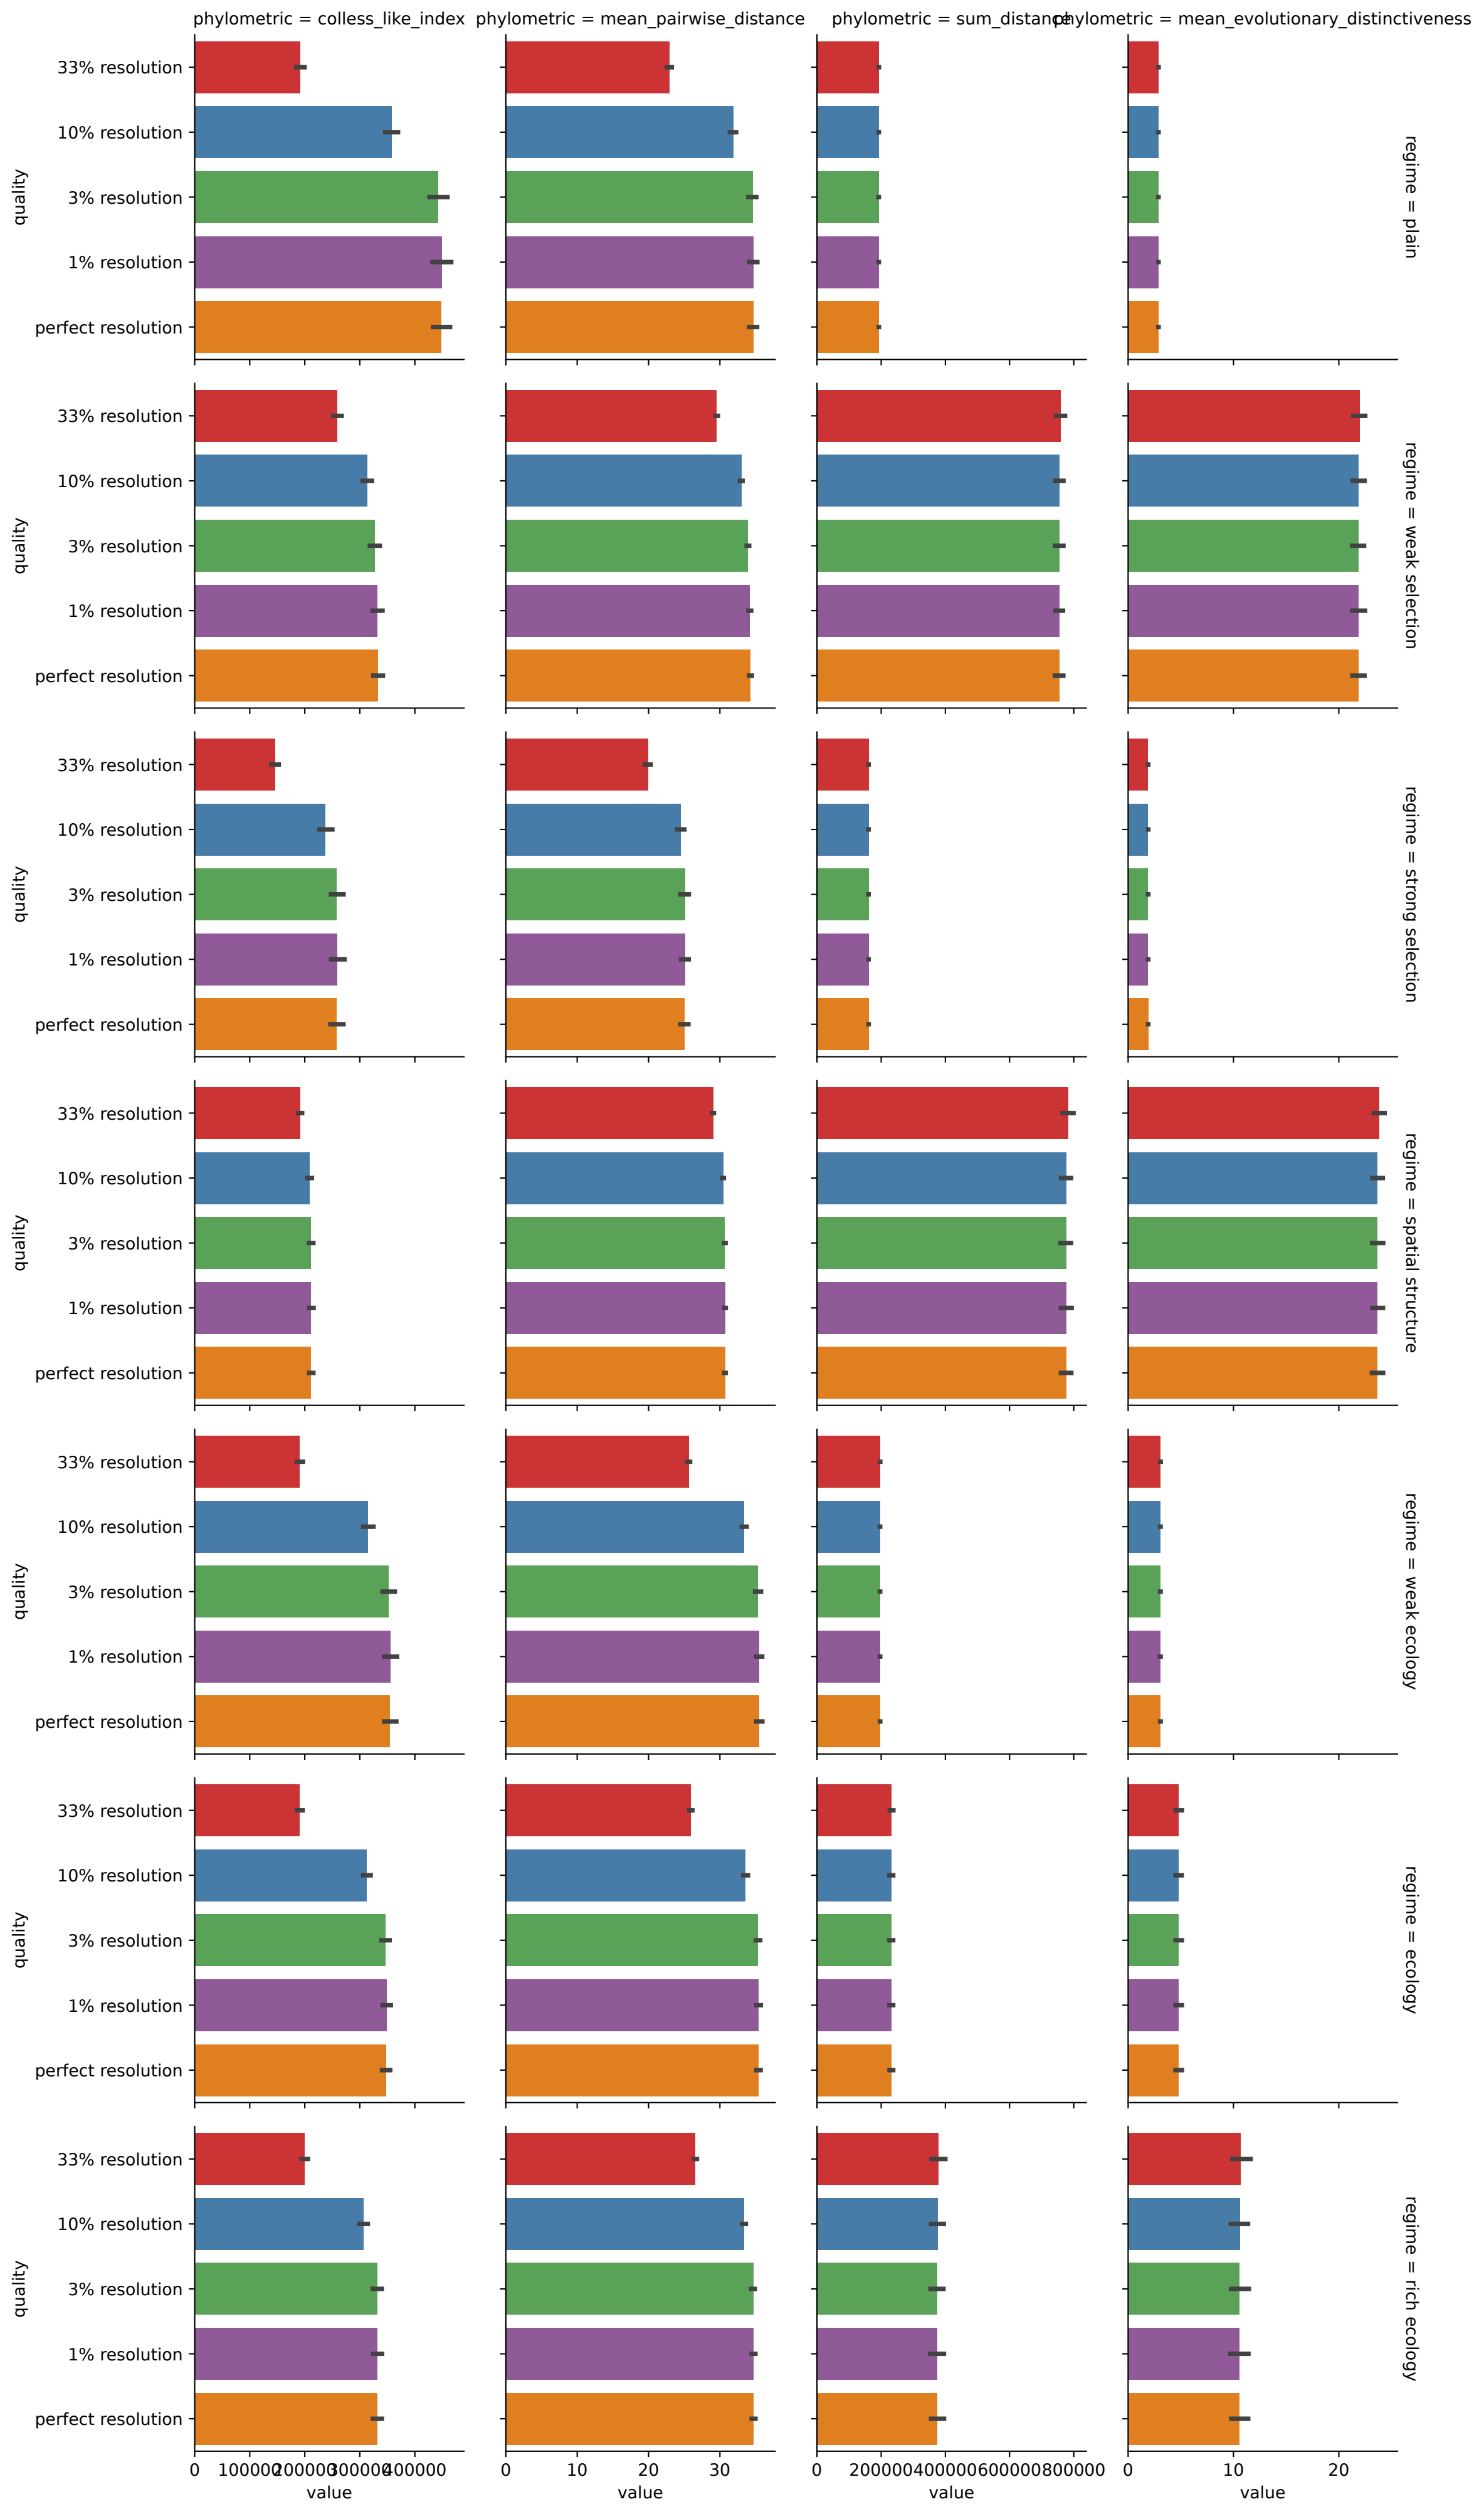 phylometric = colless_like_index
phylometric = mean_pairwise_distance
phylometric = sum_distance
phylometric = mean_evolutionary_distinctiveness
quality
33% resolution
10% resolution
3% resolution
1% resolution
perfect resolution
regime = plain
quality
33% resolution
10% resolution
3% resolution
1% resolution
perfect resolution
regime = weak selection
quality
33% resolution
10% resolution
3% resolution
1% resolution
perfect resolution
regime = strong selection
quality
33% resolution
10% resolution
3% resolution
1% resolution
perfect resolution
regime = spatial structure
quality
33% resolution
10% resolution
3% resolution
1% resolution
perfect resolution
regime = weak ecology
quality
33% resolution
10% resolution
3% resolution
1% resolution
perfect resolution
regime = ecology
quality
33% resolution
10% resolution
3% resolution
1% resolution
perfect resolution
regime = rich ecology
0 100000 200000 300000 400000
value
0 10 20 30
value
0 200000 400000 600000 800000
value
0 10 20
value